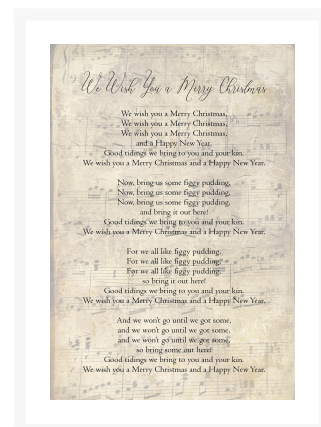 We Wish You a Merry Christmas
We wish you a Merry Christmas,
We wish you a Merry Christmas,
We wish you a Merry Christmas,
and a Happy New Year.
Good tidings we bring to you and your kin.
We wish you a Merry Christmas and a Happy New Year.
Now, bring us some figgy pudding,
Now, bring us some figgy pudding,
Now, bring us some figgy pudding,
and bring it out here!
Good tidings we bring to you and your kin.
We wish you a Merry Christmas and a Happy New Year.
For we all like figgy pudding,
For we all like figgy pudding,
For we all like figgy pudding,
so bring it out here!
Good tidings we bring to you and your kin.
We wish you a Merry Christmas and a Happy New Year.
And we won't go until we got some,
and we won't go until we got some,
and we won't go until we got some,
so bring some out here!
Good tidings we bring to you and your kin.
We wish you a Merry Christmas and a Happy New Year.